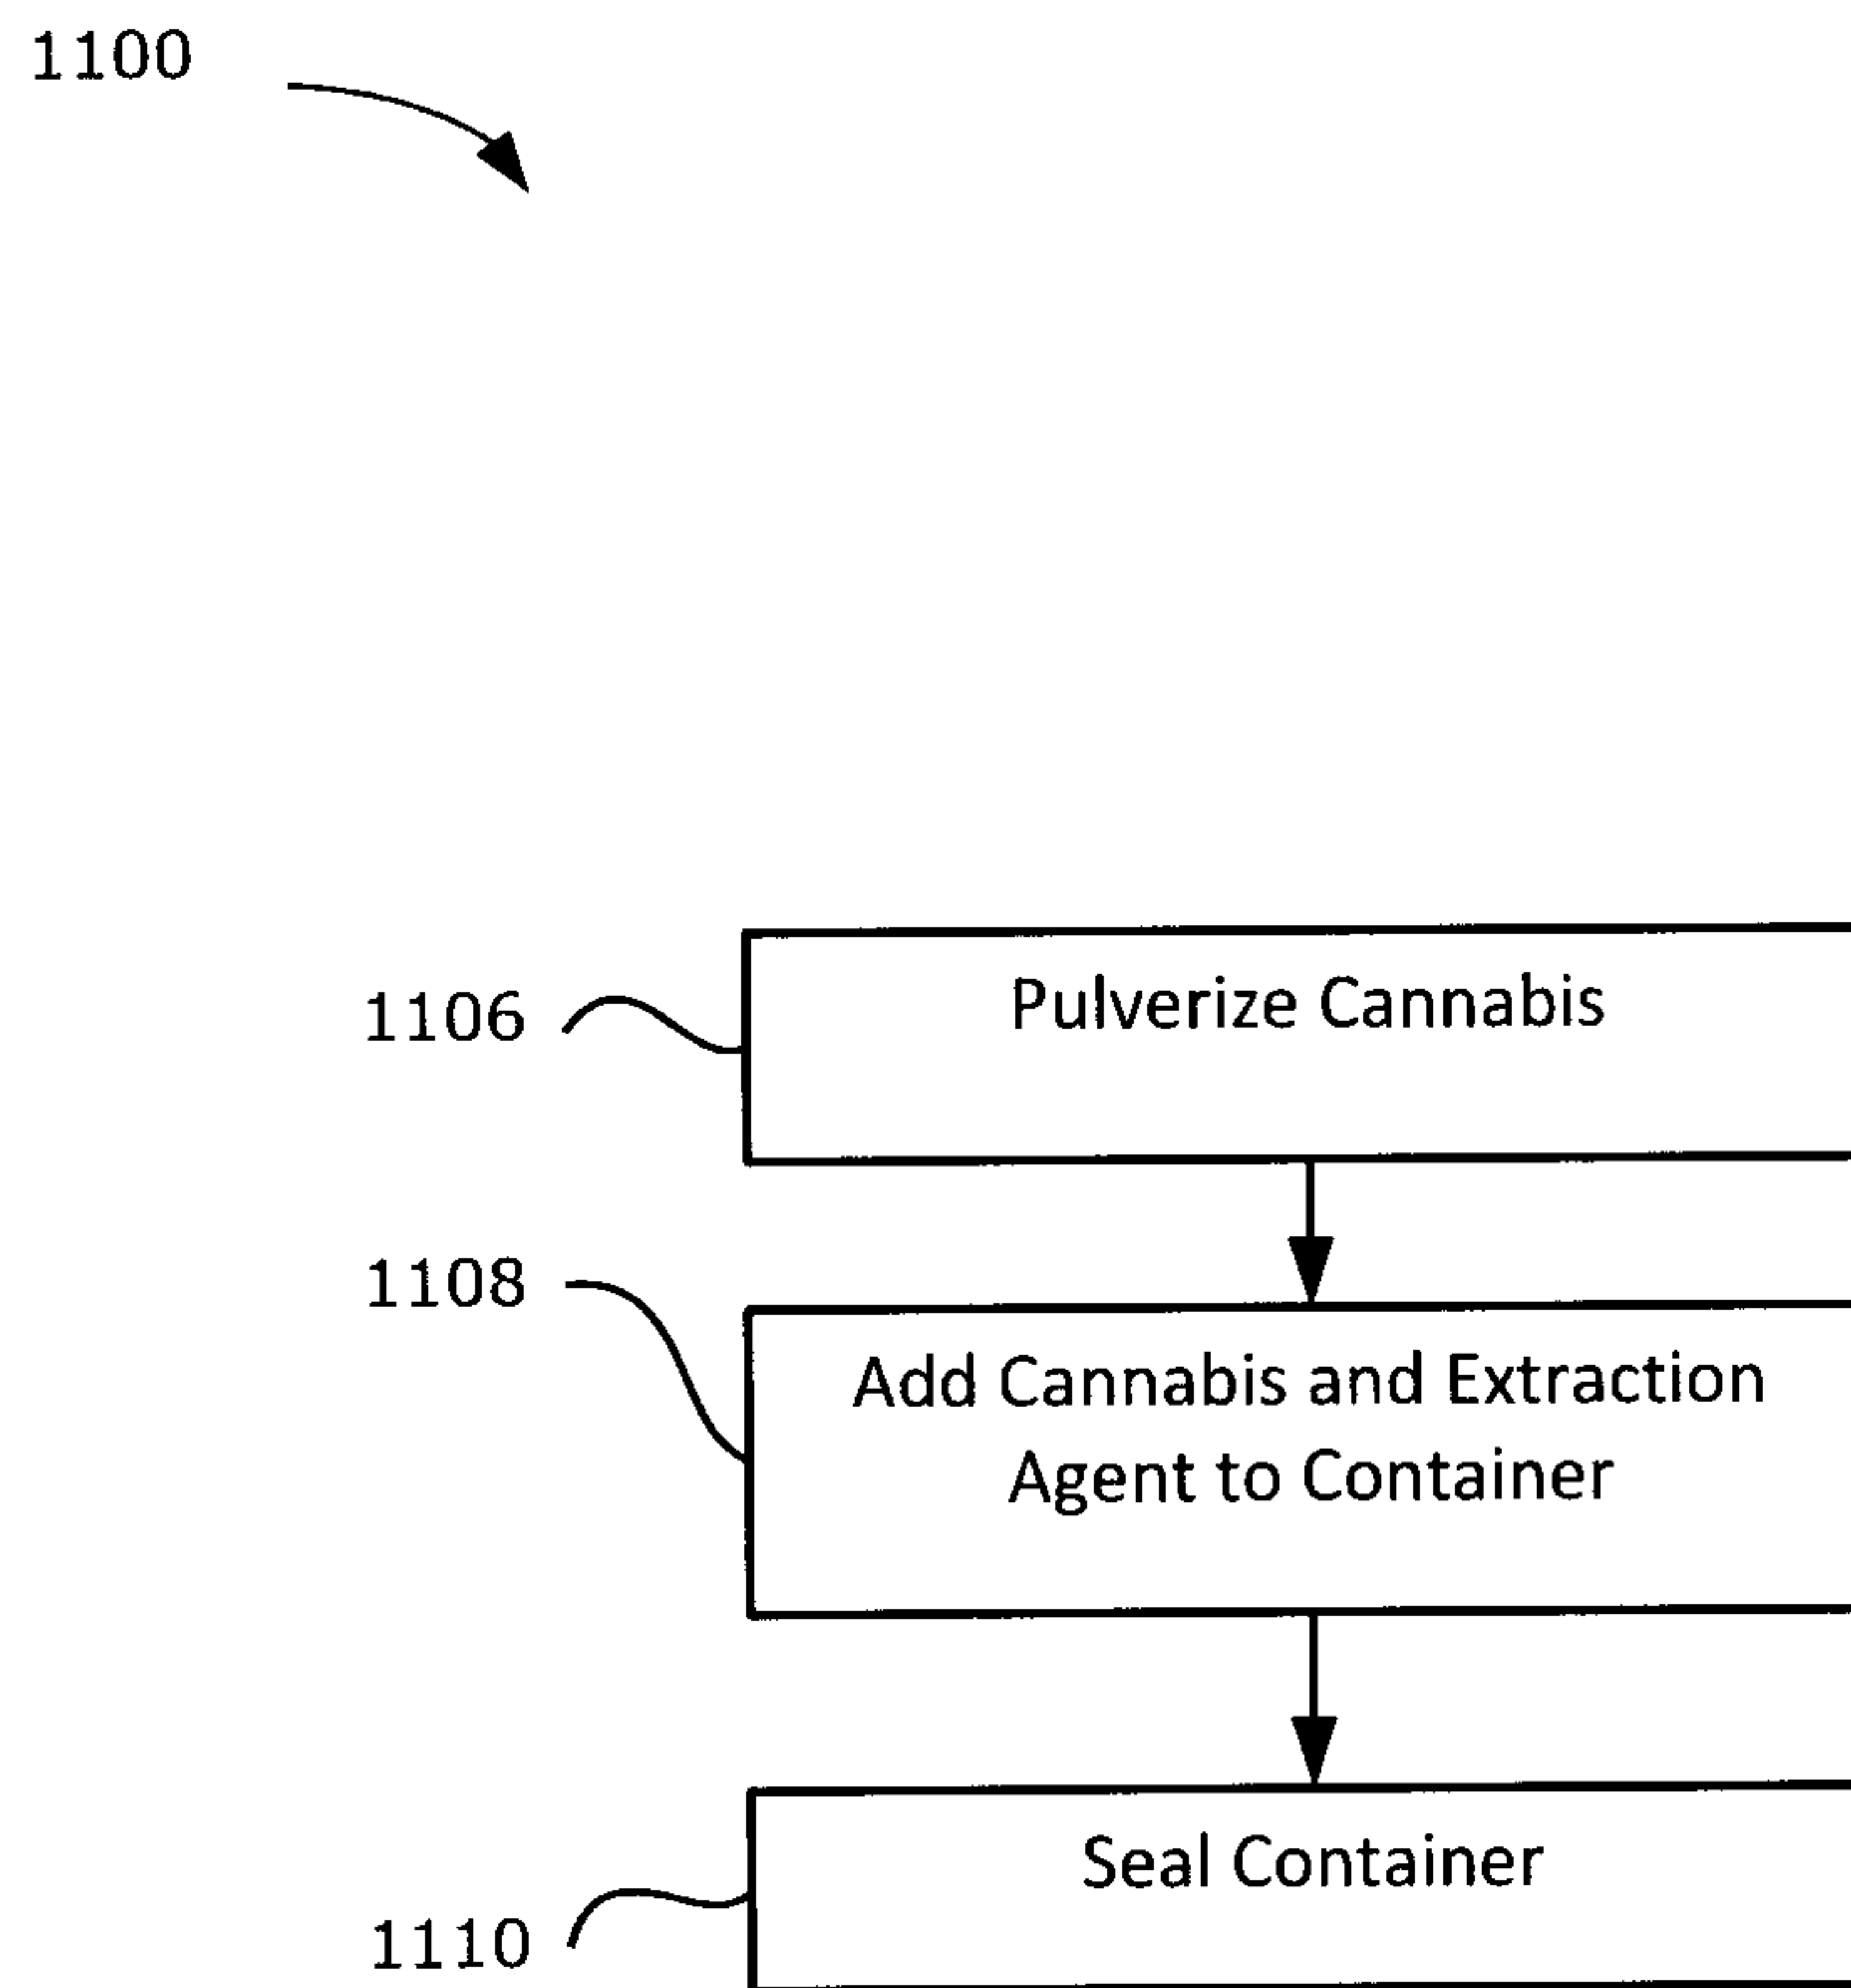 1100
1106
Pulverize Cannabis
1108
Add Cannabis and Extraction
Agent to Container
Seal Container
1110